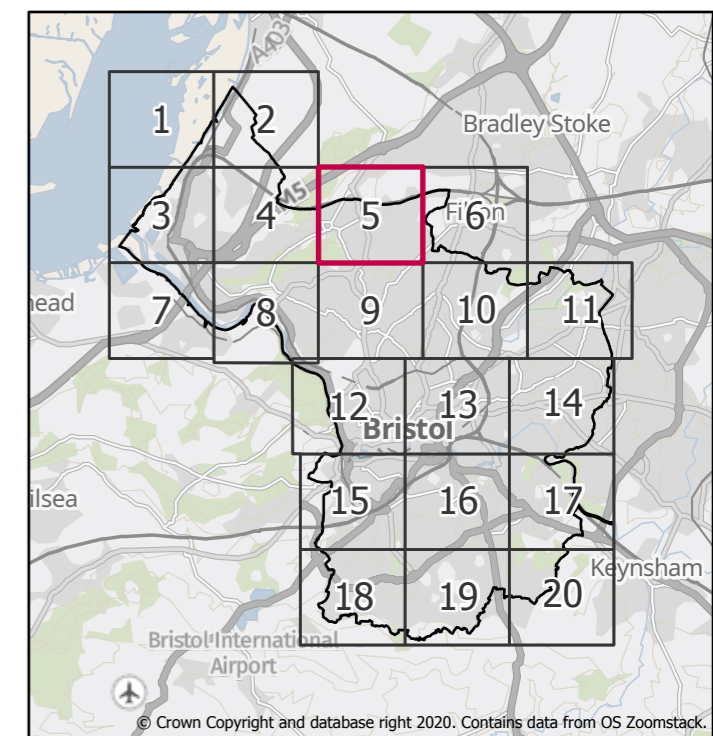 A403
1
2
Bradley Stoke
M5
3
4
5
Filton
6
head
7
8
9
10
11
12
13
14
Bristol
ilsea
15
16
17
Keynsham
18
19
20
Bristol International
Airport
© Crown Copyright and database right 2020. Contains data from OS Zoomstack.